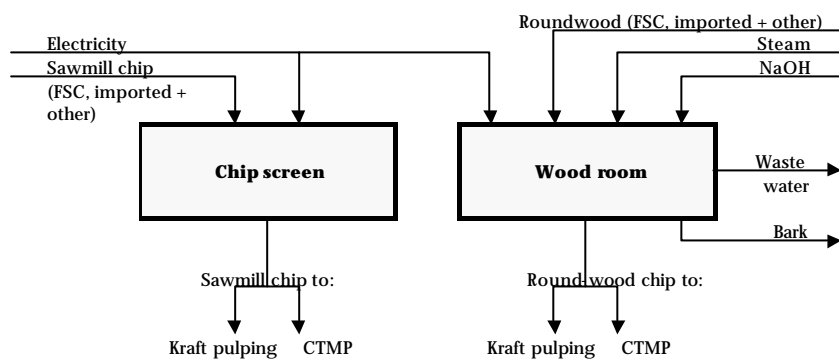 Roundwood (FSC, imported + other)
Electricity
Steam
Sawmill chip
NaOH
(FSC, imported +
other)
Chip screen
Wood room
Waste
water
Bark
Sawmill chip to:
Round-wood chip to:
Kraft pulping
CTMP
Kraft pulping
CTMP